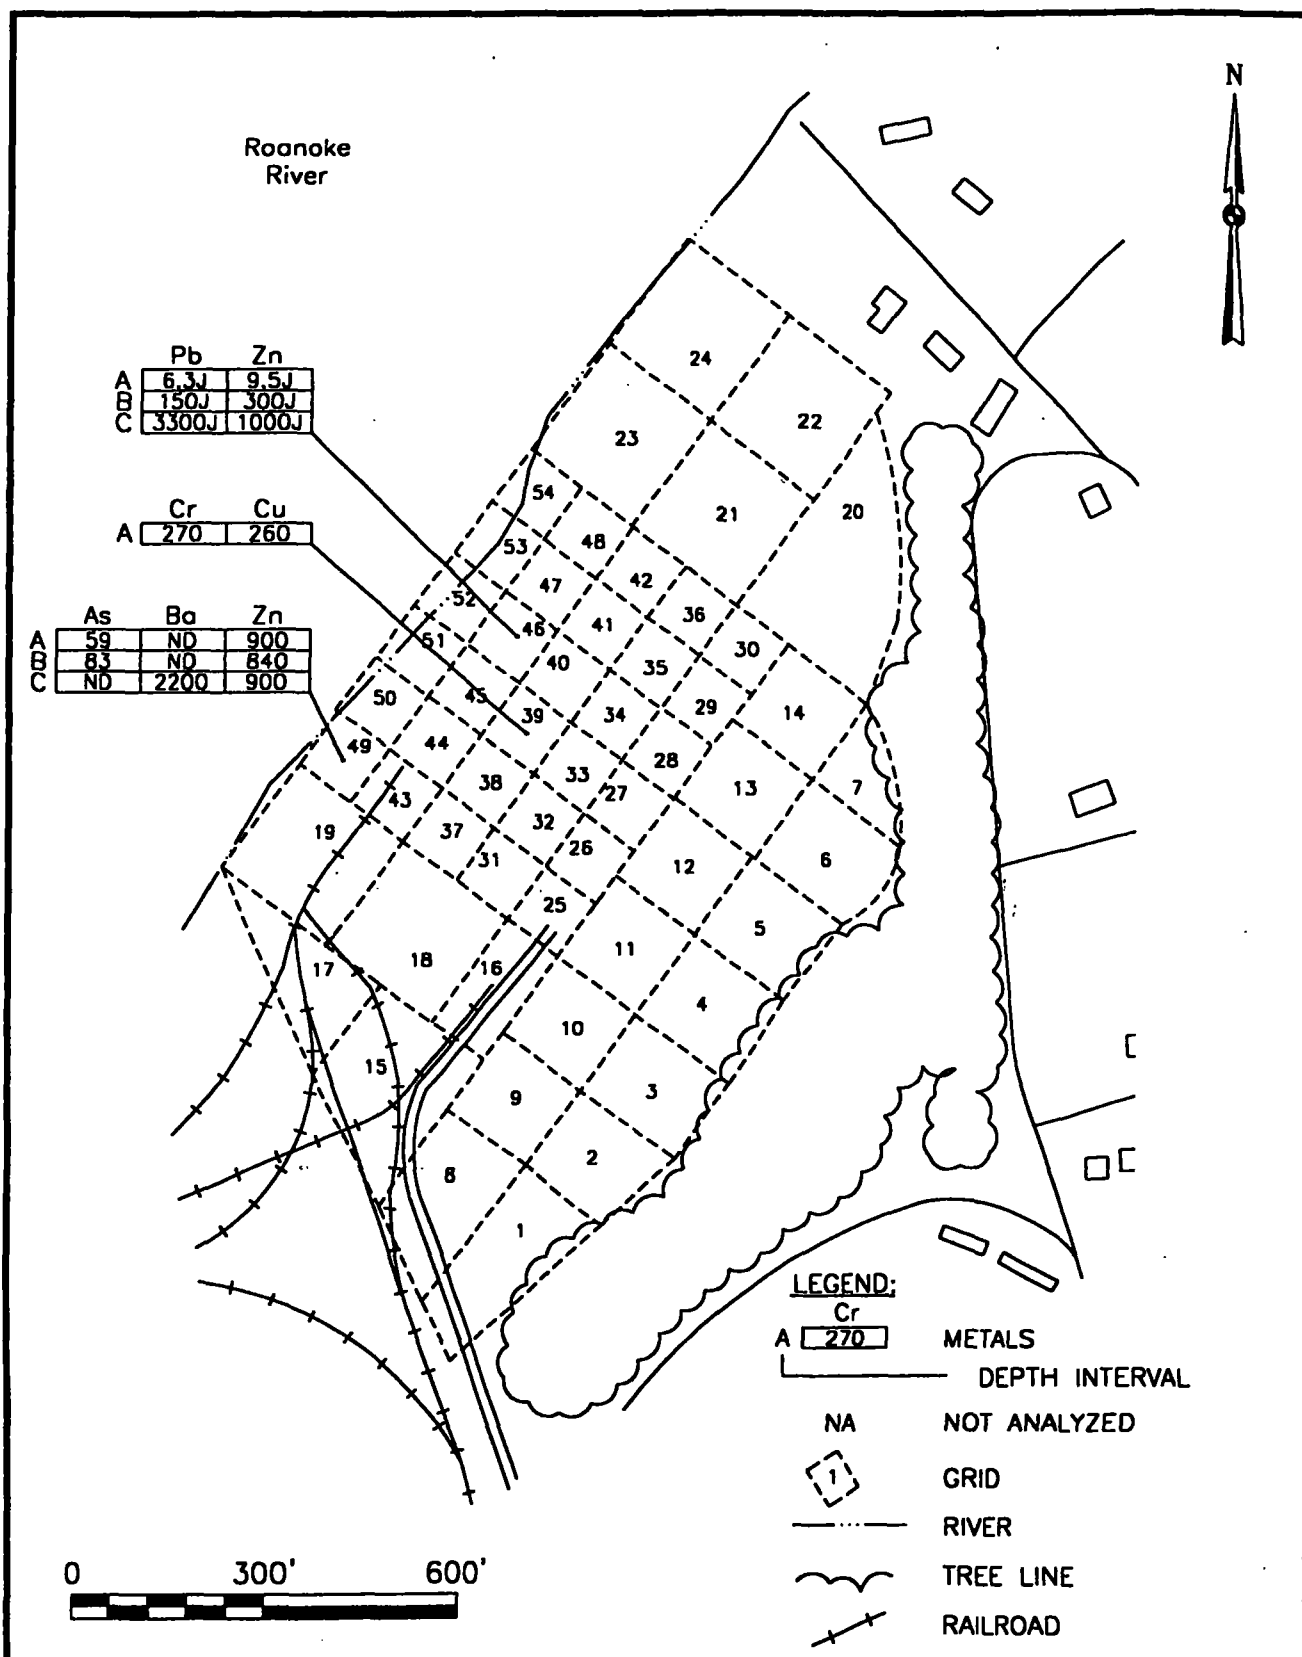 N
Roanoke
River
Pb Zn
A 6.3J 9.5J
B 150J 300J
C 3300J 1000J
Cr Cu
A 270 260
As Ba Zn
A 59 ND 900
B 83 ND 840
C ND 2200 900
24
22
23
54
21
20
53
48
42
47
52
36
46
41
51
30
40
35
50
45
39
34
29
14
49
44
28
33
38
27
13
7
43
19
37
32
31
26
12
6
25
5
11
18
16
17
4
10
15
9
3
8
2
1
LEGEND:
Cr
A 270 METALS
DEPTH INTERVAL
NA NOT ANALYZED
1 GRID
RIVER
TREE LINE
RAILROAD
0 300' 600'